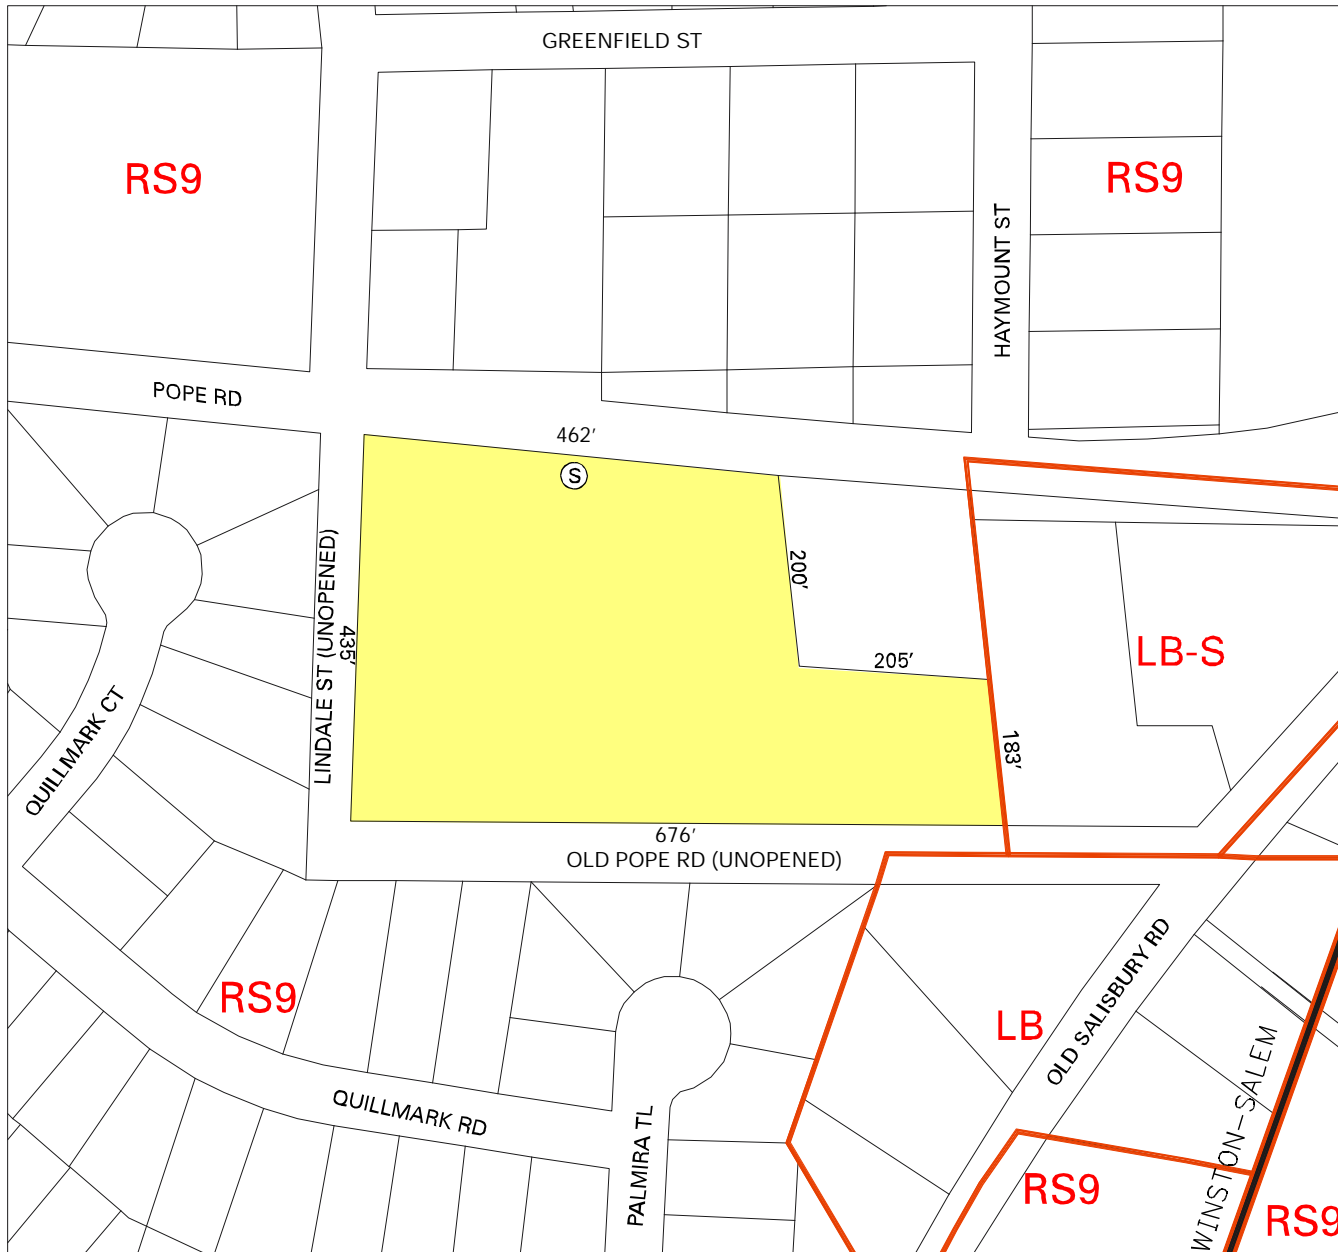 GREENFIELD ST
RS9
RS9
HAYMOUNT ST
POPE RD
462'
S
200'
LINDALE ST (UNOPENED)
435'
205'
LB-S
QUILLMARK CT
183'
676'
OLD POPE RD (UNOPENED)
RS9
LB
OLD SALISBURY RD
QUILLMARK RD
PALMIRA TL
WINSTON-SALEM
RS9
RS9